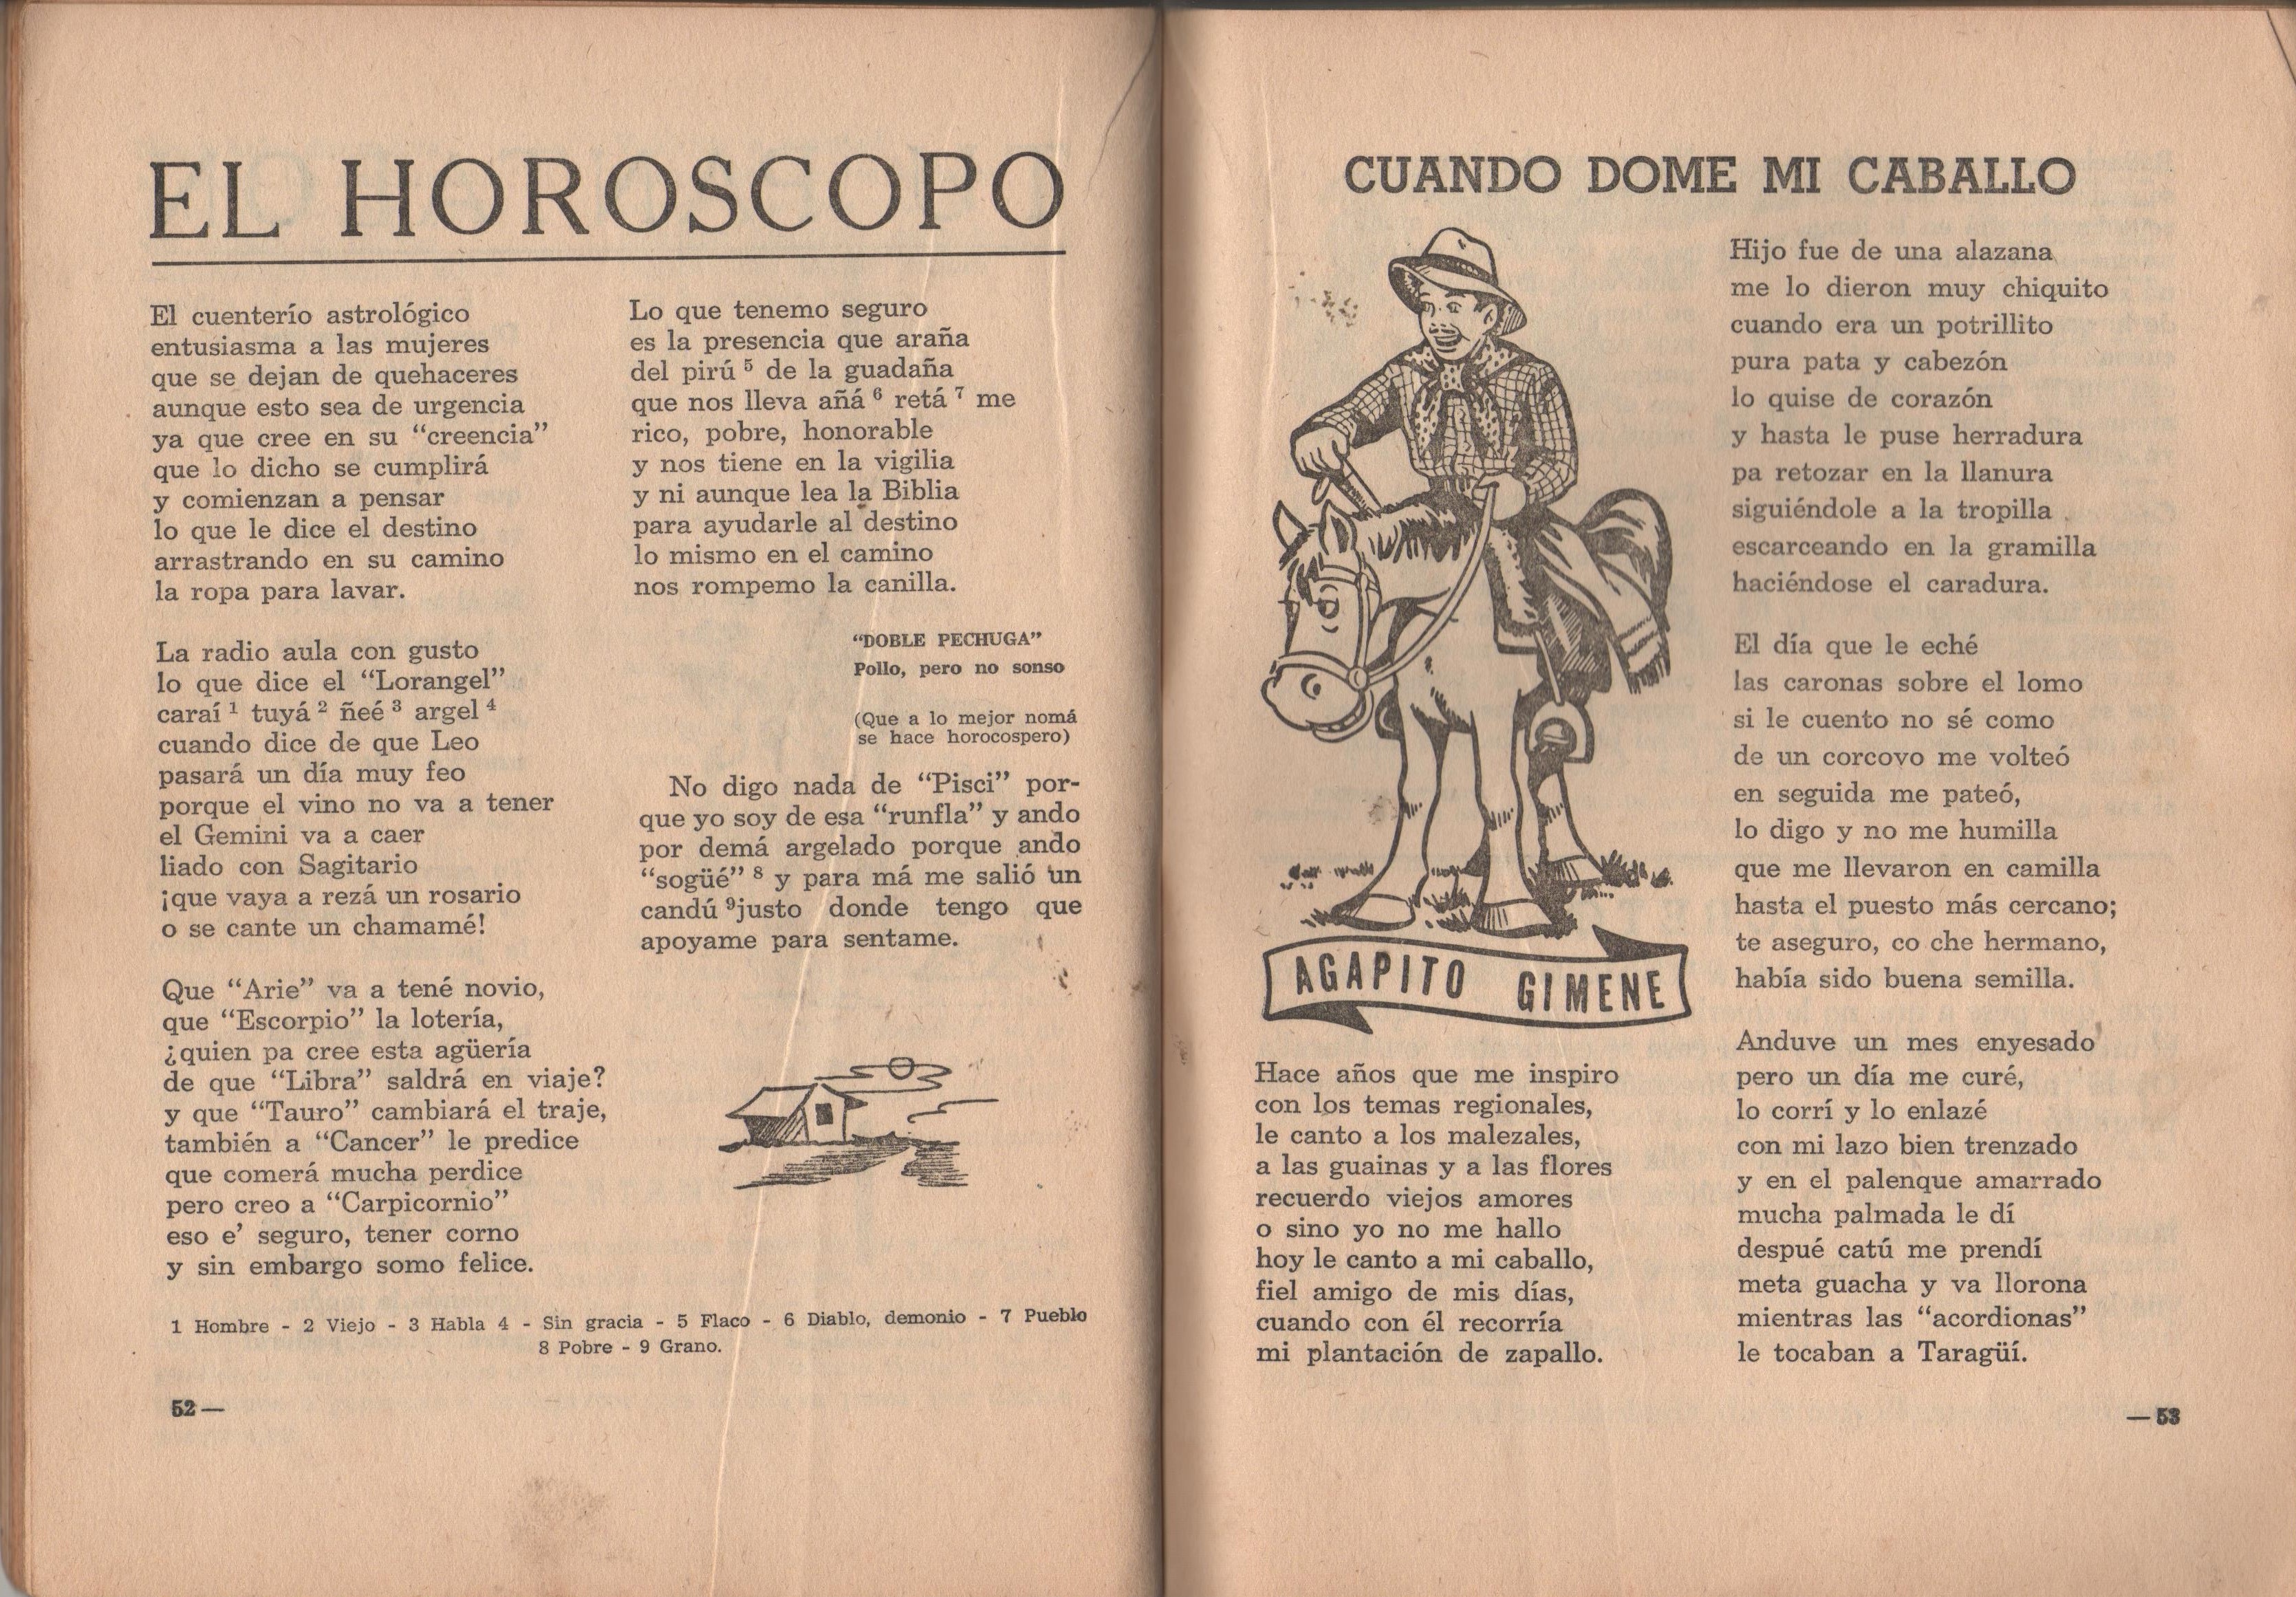 EL HOROSCOPO
El cuenterío astrológico
entusiasma a las mujeres
que se dejan de quehaceres
aunque esto sea de urgencia
ya que cree en su “creencia”
que lo dicho se cumplirá
y comienzan a pensar
lo que le dice el destino
arrastrando en su camino
la ropa para lavar.
La radio aula con gusto
lo que dice el “Lorangel”
caraí ¹ tuyá ² ñeé ³ argel ⁴
cuando dice de que Leo
pasará un día muy feo
porque el vino no va a tener
el Gemini va a caer
liado con Sagitario
¡que vaya a rezá un rosario
o se cante un chamamé!
Que “Arie” va a tené novio,
que “Escorpio” la lotería,
¿quien pa cree esta agüería
de que “Libra” saldrá en viaje?
y que “Tauro” cambiará el traje,
también a “Cancer” le predice
que comerá mucha perdice
pero creo a “Carpicornio”
eso e’ seguro, tener corno
y sin embargo somo felice.
Lo que tenemo seguro
es la presencia que araña
del pirú ⁵ de la guadaña
que nos lleva añá ⁶ retá ⁷ me
rico, pobre, honorable
y nos tiene en la vigilia
y ni aunque lea la Biblia
para ayudarle al destino
lo mismo en el camino
nos rompemo la canilla.
“DOBLE PECHUGA”
Pollo, pero no sonso
(Que a lo mejor nomá
se hace horocospero)
No digo nada de “Pisci” por-
que yo soy de esa “runfla” y ando
por demá argelado porque ando
“sogüé” ⁸ y para má me salió un
candú ⁹justo donde tengo que
apoyame para sentame.
1 Hombre - 2 Viejo - 3 Habla 4 - Sin gracia - 5 Flaco - 6 Diablo, demonio - 7 Pueblo
8 Pobre - 9 Grano.
52 —
CUANDO DOME MI CABALLO
AGAPITO GIMENE
Hace años que me inspiro
con los temas regionales,
le canto a los malezales,
a las guainas y a las flores
recuerdo viejos amores
o sino yo no me hallo
hoy le canto a mi caballo,
fiel amigo de mis días,
cuando con él recorría
mi plantación de zapallo.
Hijo fue de una alazana
me lo dieron muy chiquito
cuando era un potrillito
pura pata y cabezón
lo quise de corazón
y hasta le puse herradura
pa retozar en la llanura
siguiéndole a la tropilla
escarceando en la gramilla
haciéndose el caradura.
El día que le eché
las caronas sobre el lomo
si le cuento no sé como
de un corcovo me volteó
en seguida me pateó,
lo digo y no me humilla
que me llevaron en camilla
hasta el puesto más cercano;
te aseguro, co che hermano,
había sido buena semilla.
Anduve un mes enyesado
pero un día me curé,
lo corrí y lo enlazé
con mi lazo bien trenzado
y en el palenque amarrado
mucha palmada le dí
despué catú me prendí
meta guacha y va llorona
mientras las “acordionas”
le tocaban a Taragüí.
— 53